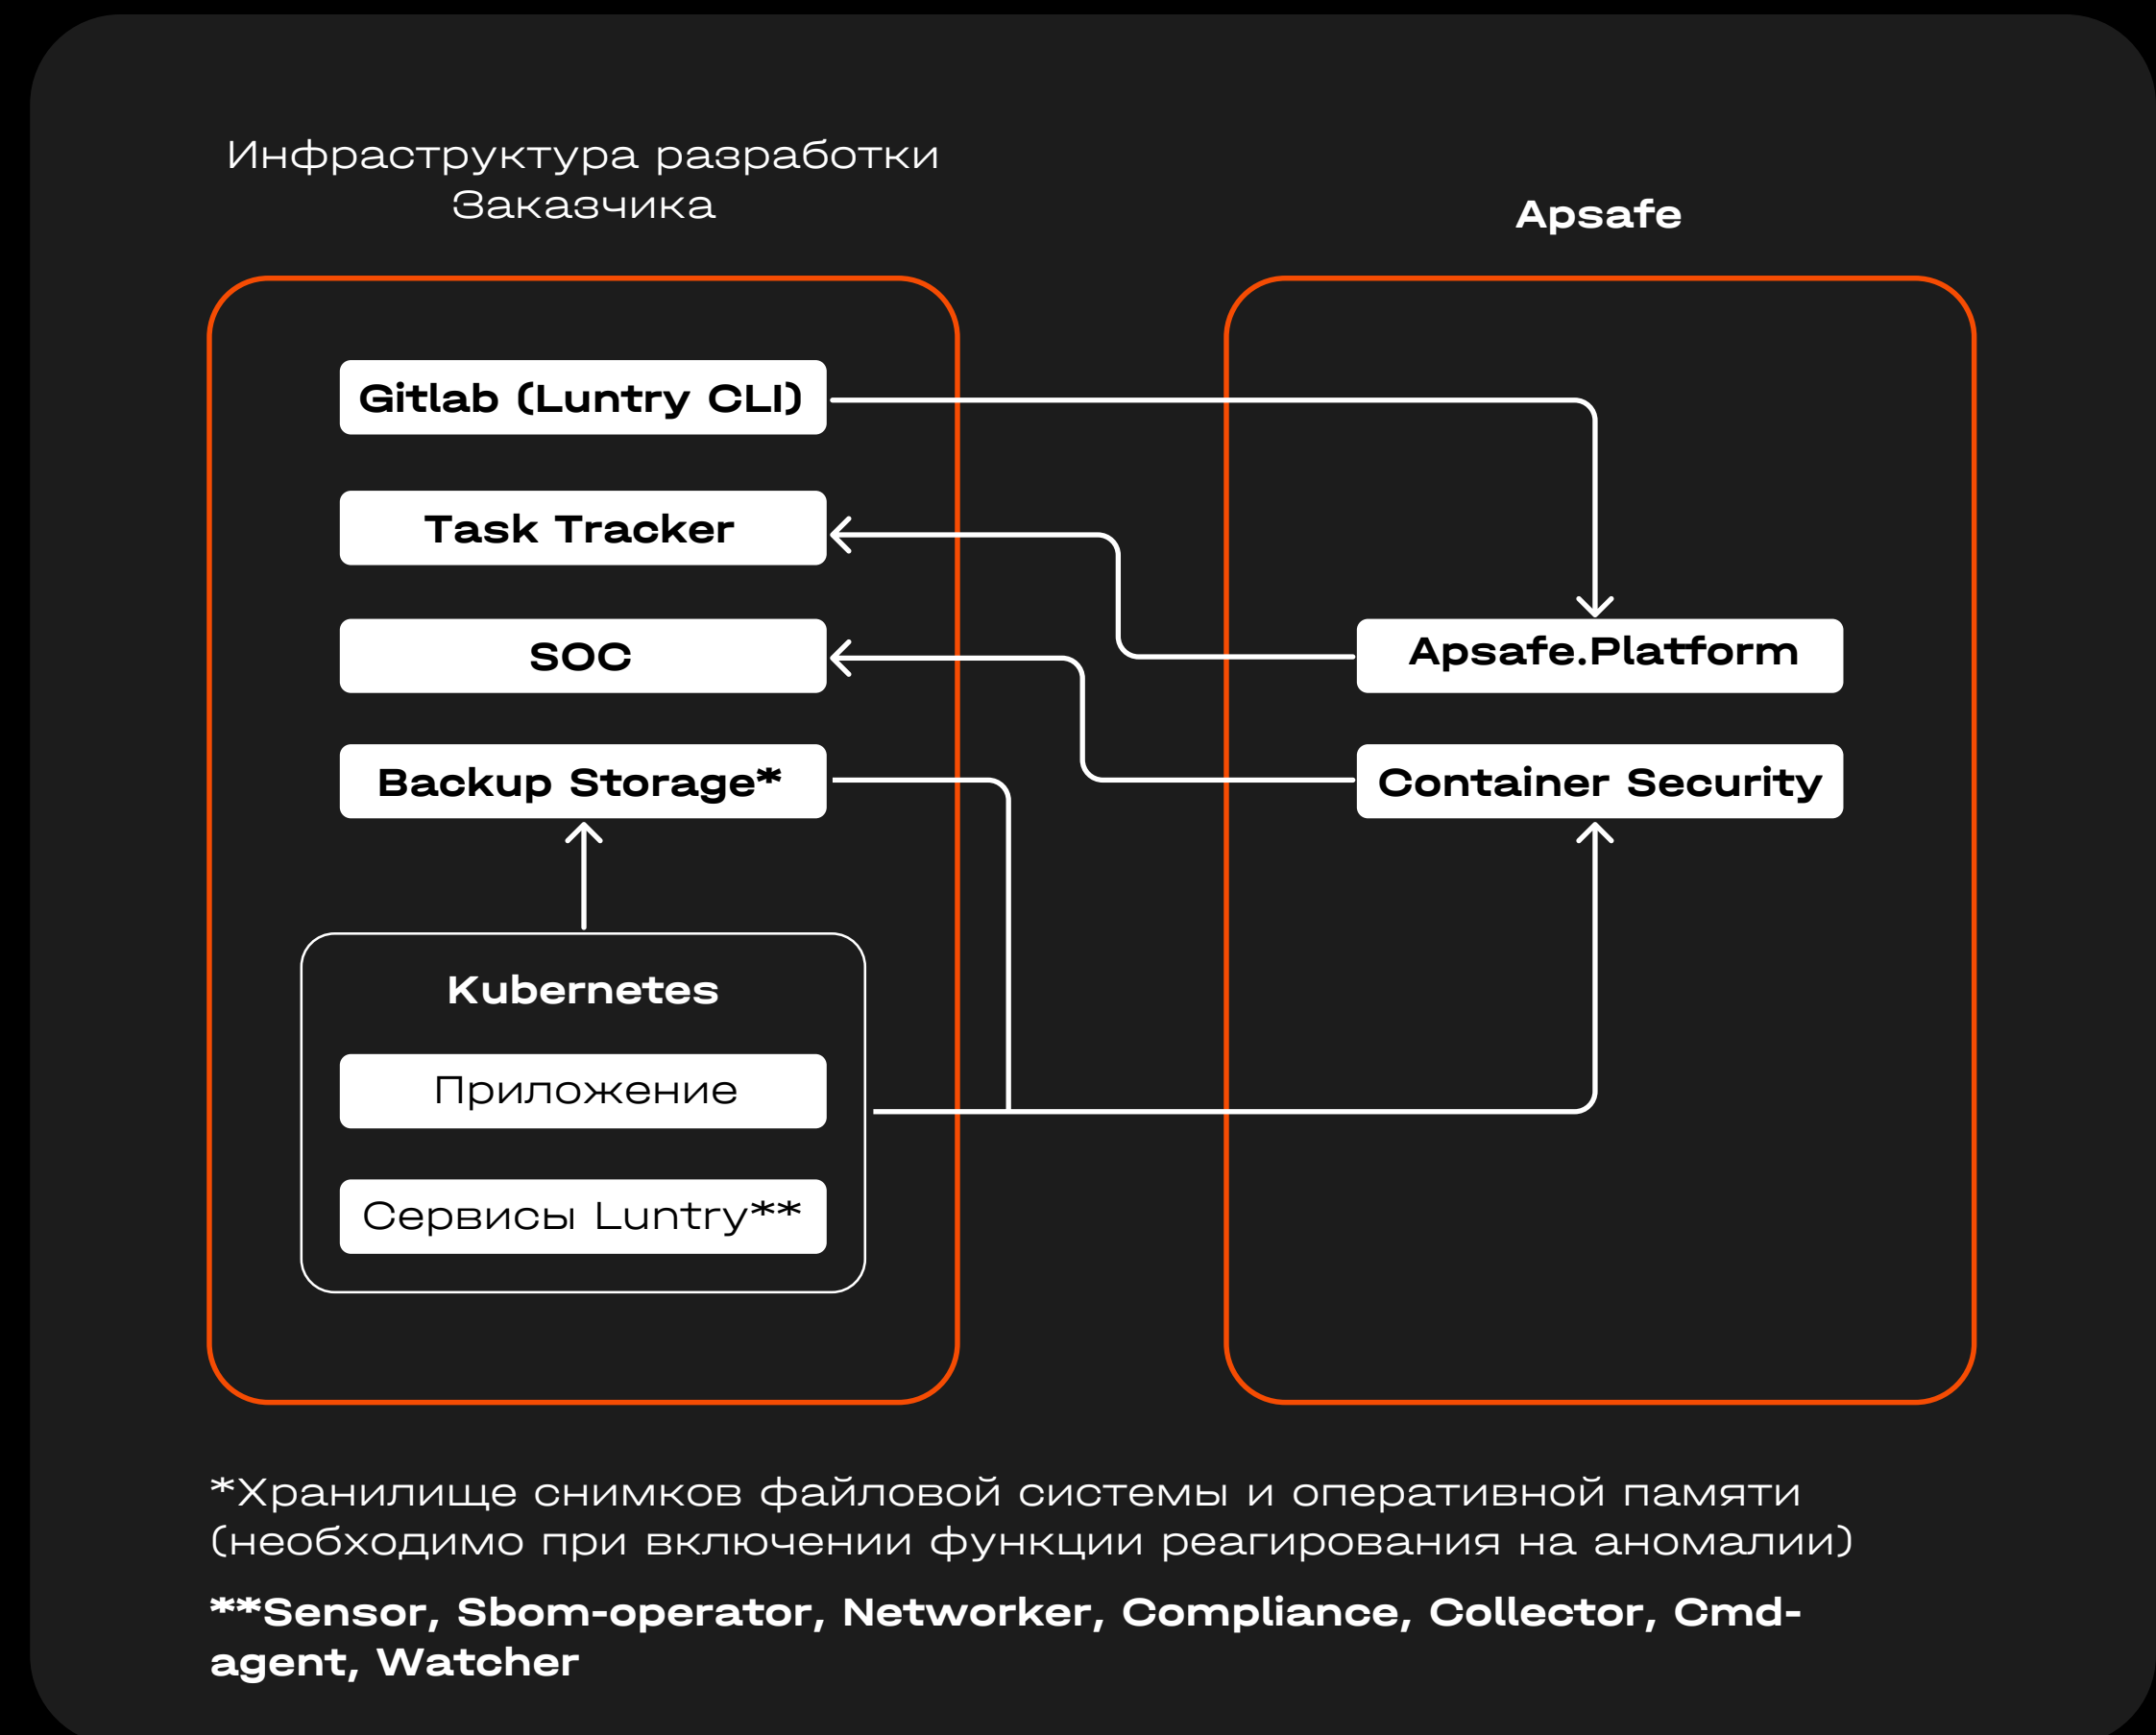 Инфраструктура разработки
Заказчика
Apsafe
Gitlab (Luntry CLI)
Task Tracker
SOC
Apsafe.Platform
Backup Storage*
Container Security
Kubernetes
Приложение
Сервисы Luntry**
*Хранилище снимков файловой системы и оперативной памяти
(необходимо при включении функции реагирования на аномалии)
**Sensor, Sbom-operator, Networker, Compliance, Collector, Cmd-
agent, Watcher